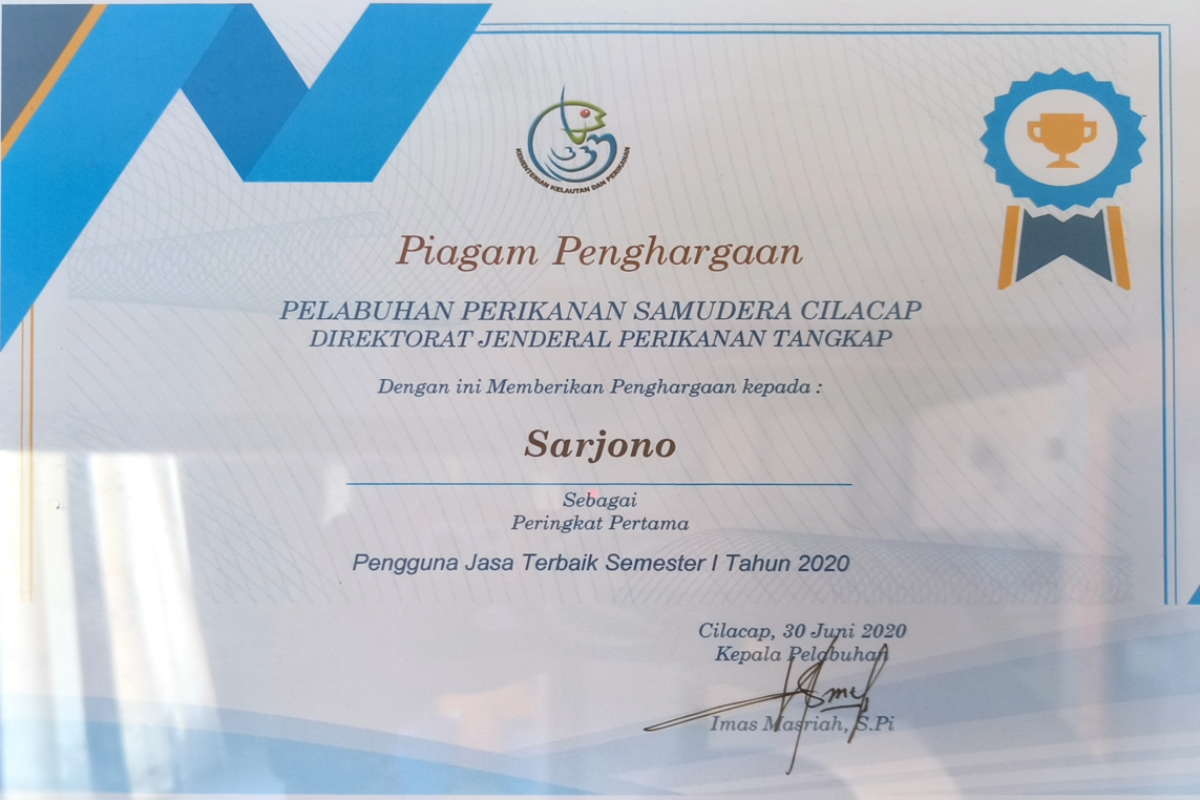 KEMENTERIAN KELAUTAN DAN PERIKANAN
Piagam Penghargaan
PELABUHAN PERIKANAN SAMUDERA CILACAP
DIREKTORAT JENDERAL PERIKANAN TANGKAP
Dengan ini Memberikan Penghargaan kepada :
Sarjono
Sebagai
Peringkat Pertama
Pengguna Jasa Terbaik Semester I Tahun 2020
Cilacap, 30 Juni 2020
Kepala Pelabuhan
Imas Masriah, S.Pi